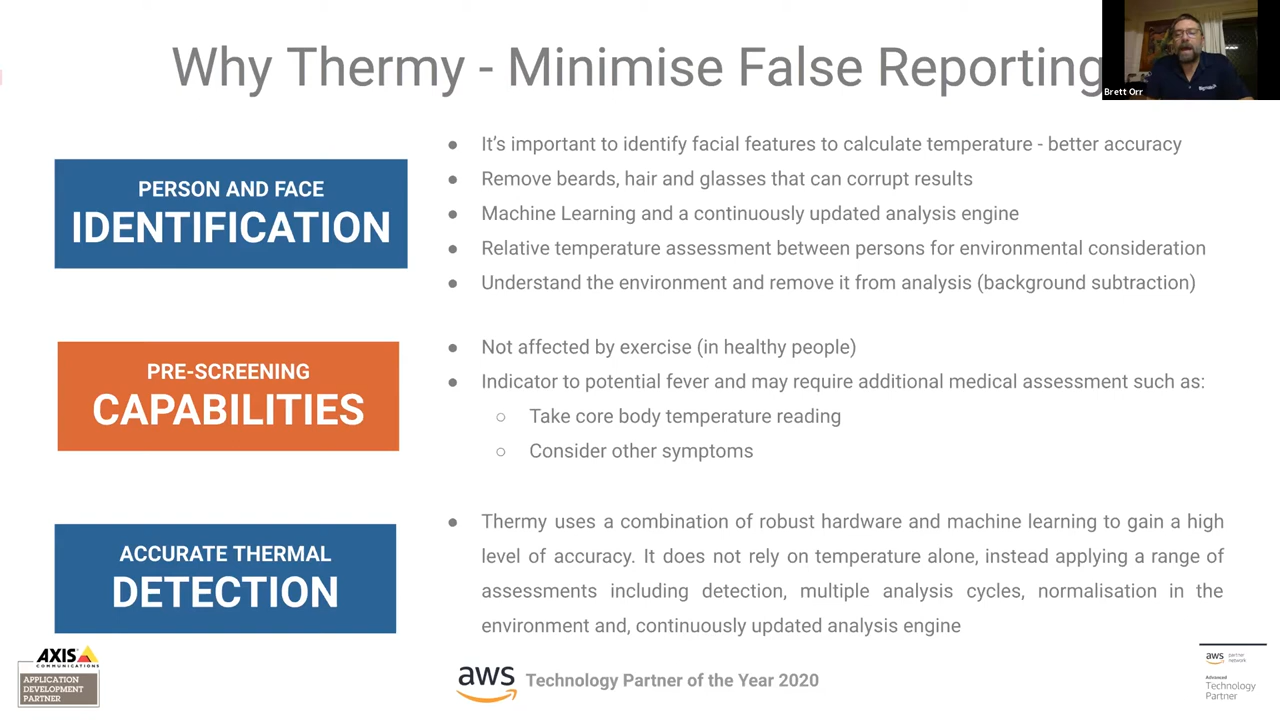 Why Thermy - Minimise False Reporting
Brett Orr
PERSON AND FACE
IDENTIFICATION
● It’s important to identify facial features to calculate temperature - better accuracy
● Remove beards, hair and glasses that can corrupt results
● Machine Learning and a continuously updated analysis engine
● Relative temperature assessment between persons for environmental consideration
● Understand the environment and remove it from analysis (background subtraction)
PRE-SCREENING
CAPABILITIES
● Not affected by exercise (in healthy people)
● Indicator to potential fever and may require additional medical assessment such as:
○ Take core body temperature reading
○ Consider other symptoms
ACCURATE THERMAL
DETECTION
● Thermy uses a combination of robust hardware and machine learning to gain a high
level of accuracy. It does not rely on temperature alone, instead applying a range of
assessments including detection, multiple analysis cycles, normalisation in the
environment and, continuously updated analysis engine
AXIS
COMMUNICATIONS
APPLICATION
DEVELOPMENT
PARTNER
aws Technology Partner of the Year 2020
aws partner
network
Advanced
Technology
Partner